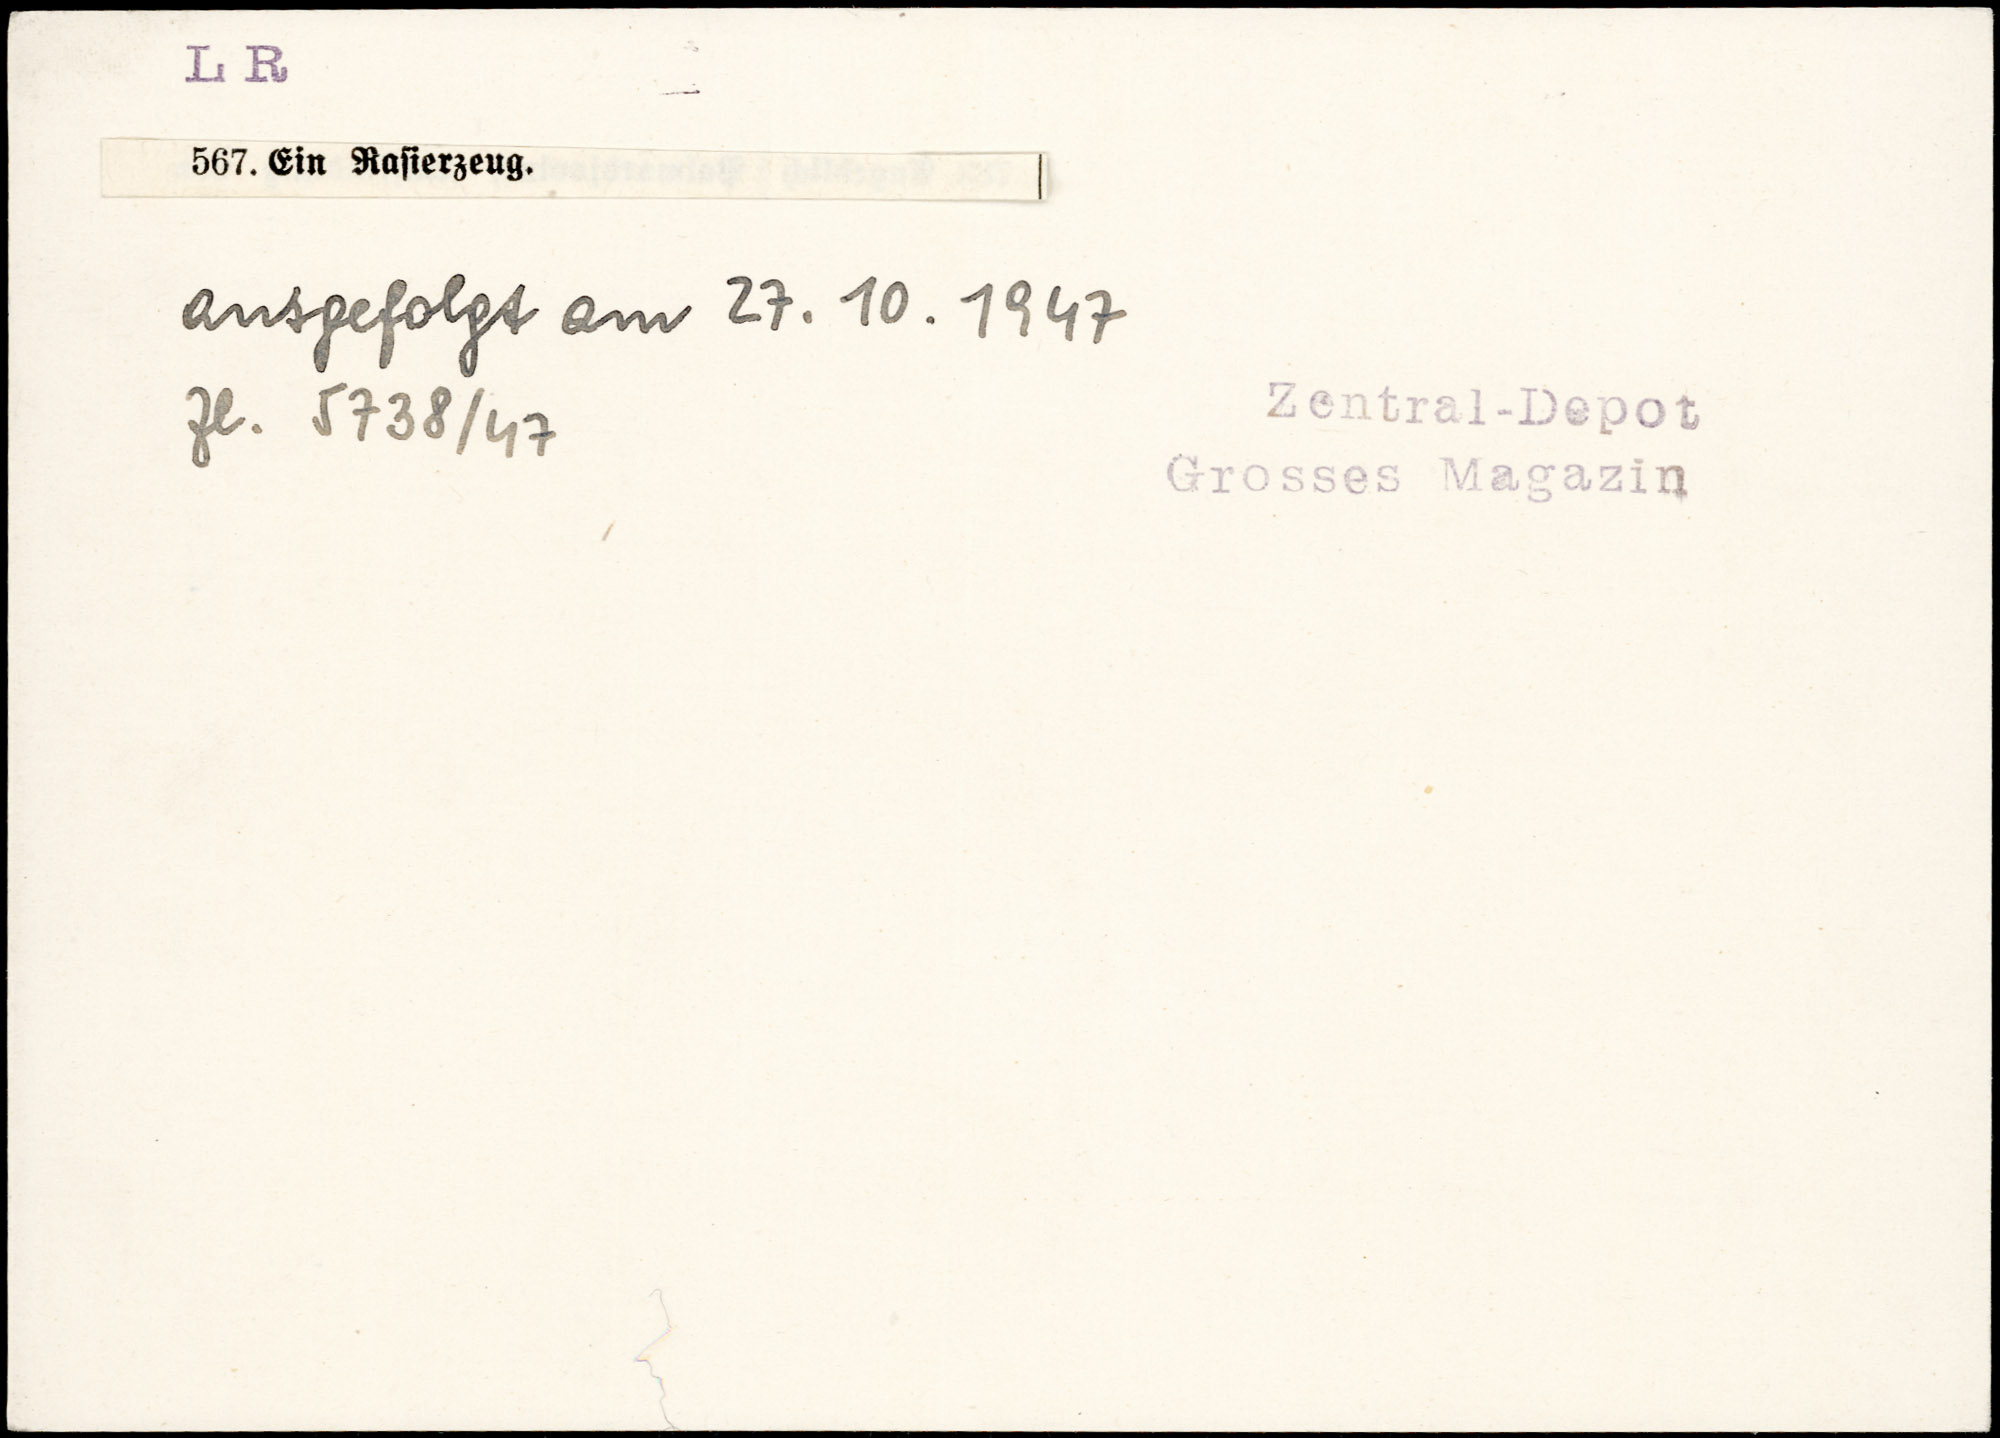 L R
567. Ein Rasierzeug.
ausgefolgt am 27. 10. 1947
Zl. 5738/47
Zentral-Depot
Grosses Magazin